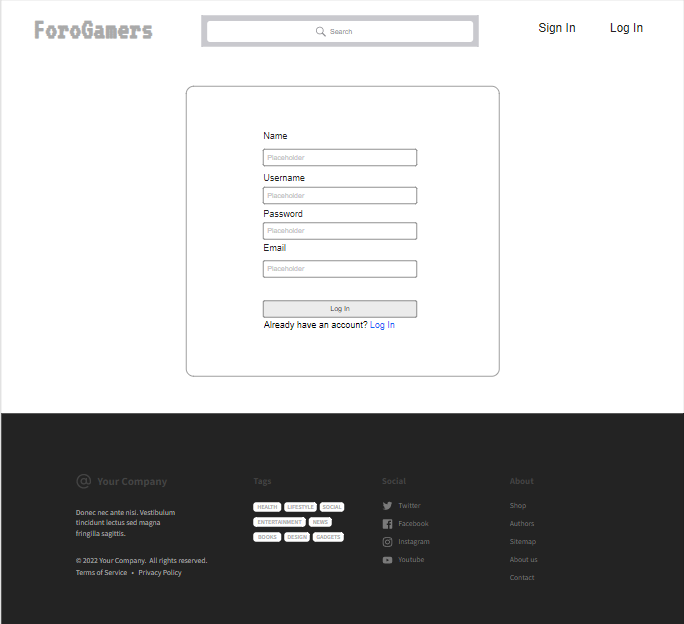 ForoGamers
Search
Sign In
Log In
Name
Placeholder
Username
Placeholder
Password
Placeholder
Email
Placeholder
Log In
Already have an account? Log In
@ Your Company
Donec nec ante nisi. Vestibulum
tincidunt lectus sed magna
fringilla sagittis.
© 2022 Your Company. All rights reserved.
Terms of Service • Privacy Policy
Tags
HEALTH LIFESTYLE SOCIAL
ENTERTAINMENT NEWS
BOOKS DESIGN GADGETS
Social
Twitter
Facebook
Instagram
Youtube
About
Shop
Authors
Sitemap
About us
Contact